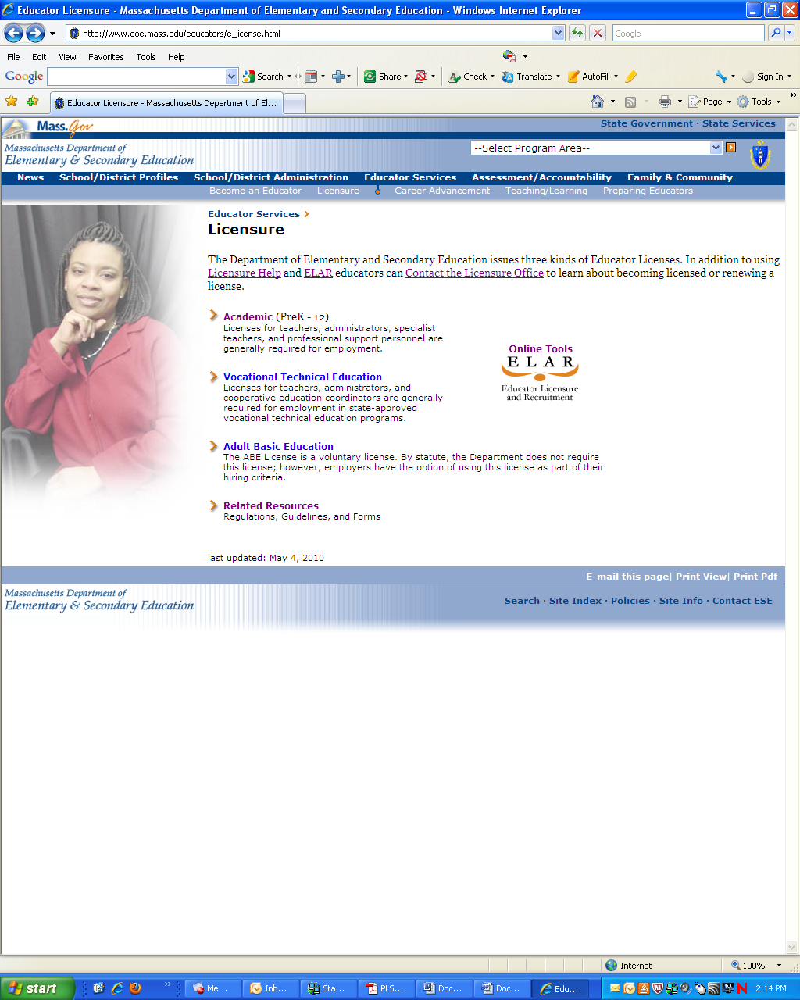 Educator Licensure - Massachusetts Department of Elementary and Secondary Education - Windows Internet Explorer
http://www.doe.mass.edu/educators/e_license.html
Google
File Edit View Favorites Tools Help
Google Search Share Check Translate AutoFill Sign In
Educator Licensure - Massachusetts Department of El...
Page Tools
Mass.Gov
State Government · State Services
Massachusetts Department of
Elementary & Secondary Education
--Select Program Area--
News School/District Profiles School/District Administration Educator Services Assessment/Accountability Family & Community
Become an Educator Licensure Career Advancement Teaching/Learning Preparing Educators
Educator Services
Licensure
The Department of Elementary and Secondary Education issues three kinds of Educator Licenses. In addition to using
Licensure Help and ELAR educators can Contact the Licensure Office to learn about becoming licensed or renewing a
license.
Academic (PreK - 12)
Licenses for teachers, administrators, specialist
teachers, and professional support personnel are
generally required for employment.
Online Tools
ELAR
Educator Licensure
and Recruitment
Vocational Technical Education
Licenses for teachers, administrators, and
cooperative education coordinators are generally
required for employment in state-approved
vocational technical education programs.
Adult Basic Education
The ABE License is a voluntary license. By statute, the Department does not require
this license; however, employers have the option of using this license as part of their
hiring criteria.
Related Resources
Regulations, Guidelines, and Forms
last updated: May 4, 2010
E-mail this page| Print View| Print Pdf
Massachusetts Department of
Elementary & Secondary Education
Search · Site Index · Policies · Site Info · Contact ESE
Internet 100%
start Me... Inb... Sta... PLS... Doc... Doc... Edu... 2:14 PM